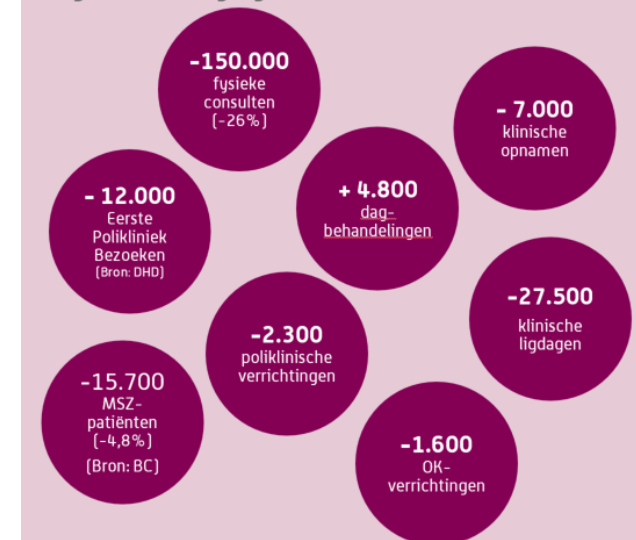 -150.000
fysieke
consulten
(-26%)
- 7.000
klinische
opnamen
+ 4.800
dag-
behandelingen
- 12.000
Eerste
Polikliniek
Bezoeken
(Bron: DHD)
-27.500
klinische
ligdagen
-2.300
poliklinische
verrichtingen
-15.700
MSZ-
patiënten
(-4,8%)
(Bron: BC)
-1.600
OK-
verrichtingen